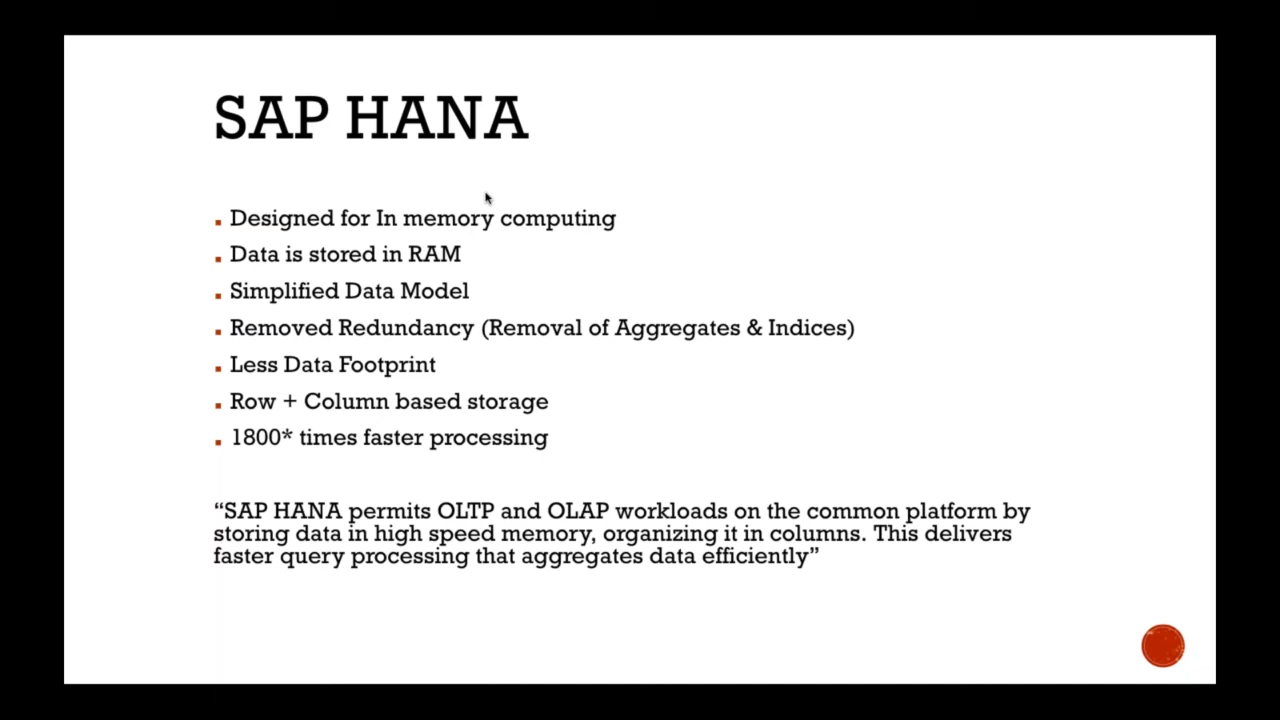 SAP HANA
Designed for In memory computing
Data is stored in RAM
Simplified Data Model
Removed Redundancy (Removal of Aggregates & Indices)
Less Data Footprint
Row + Column based storage
1800* times faster processing
“SAP HANA permits OLTP and OLAP workloads on the common platform by
storing data in high speed memory, organizing it in columns. This delivers
faster query processing that aggregates data efficiently”